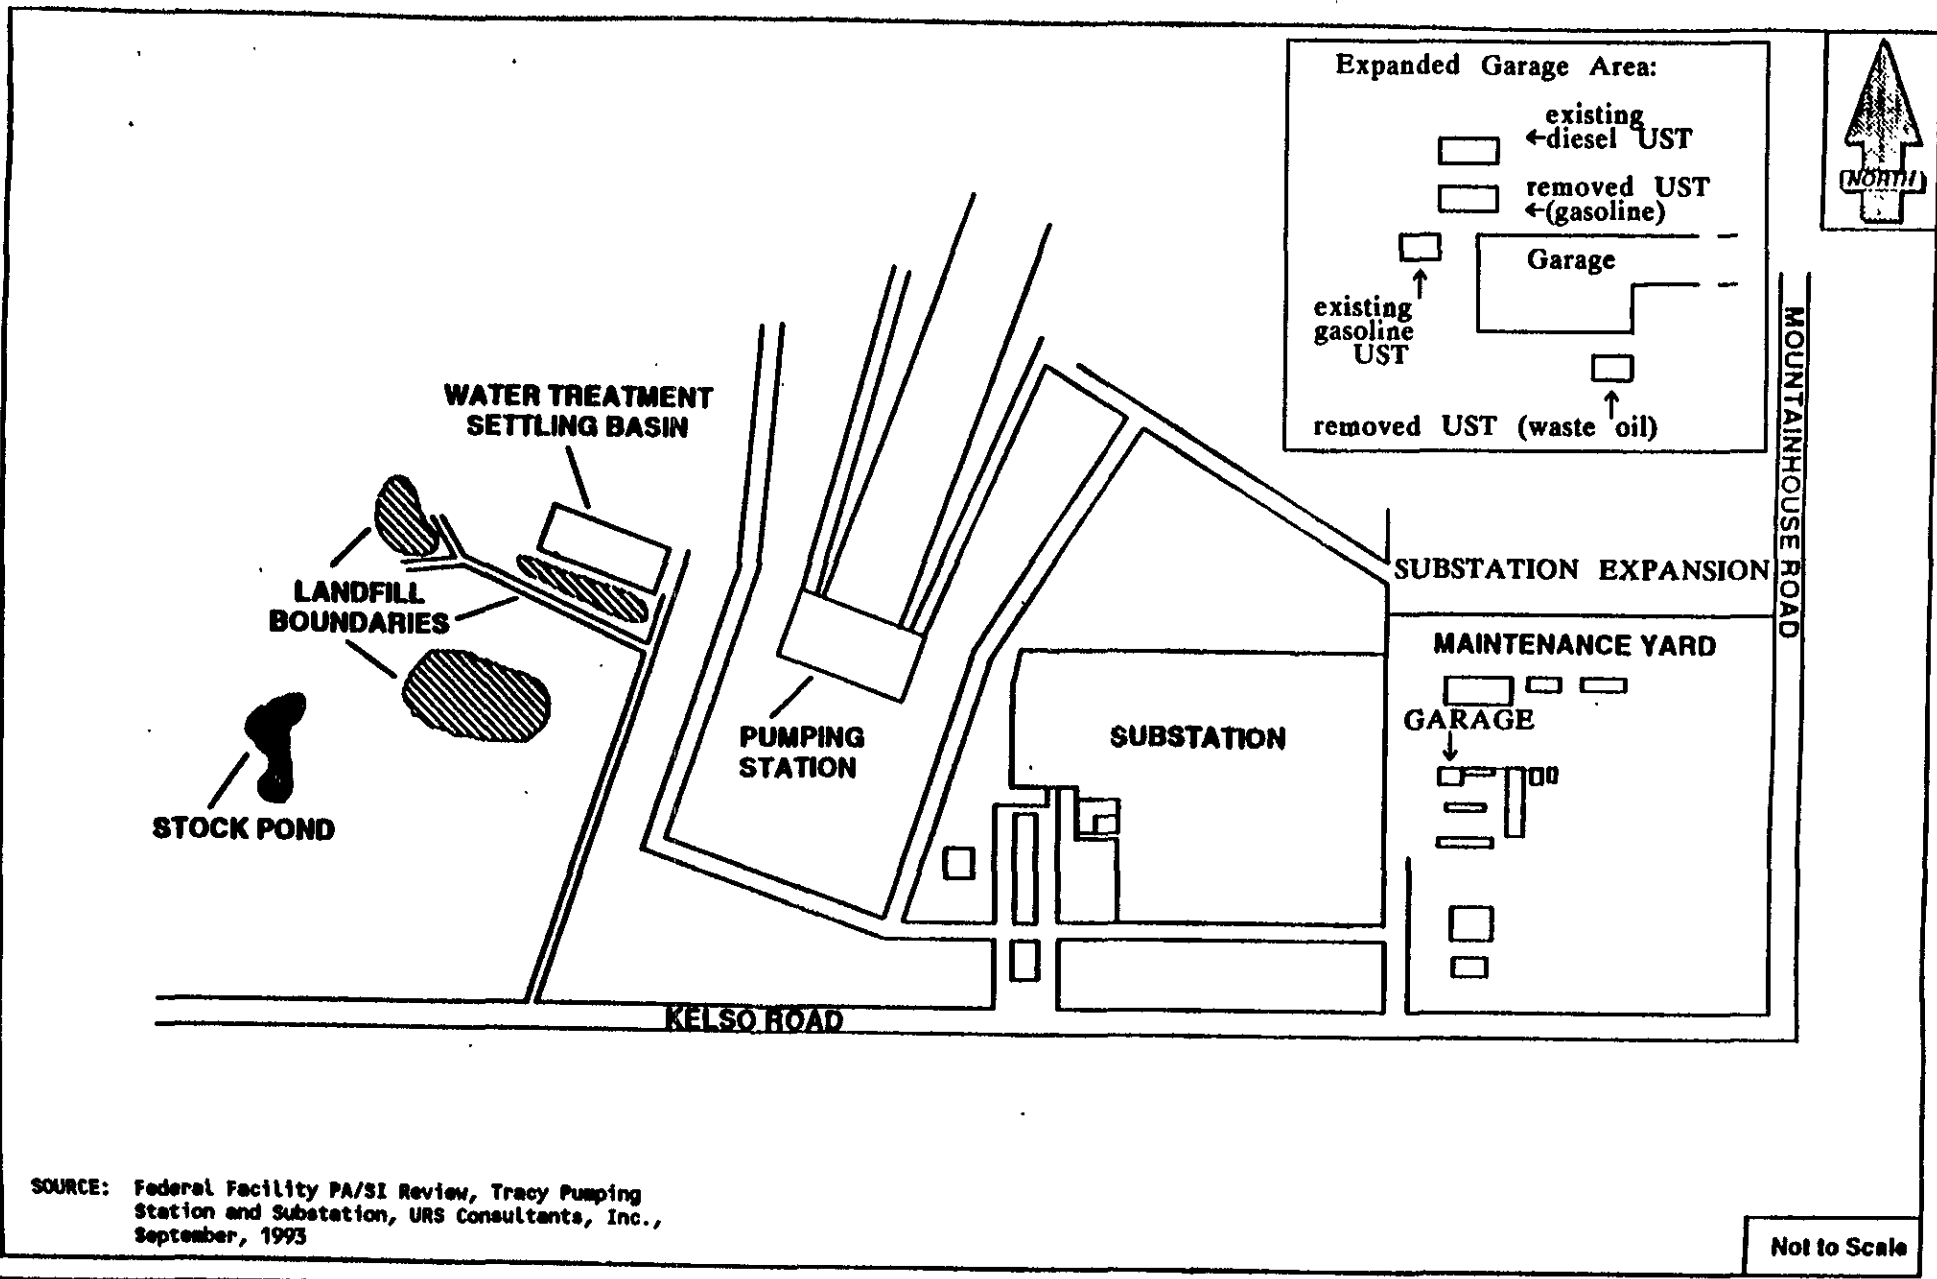 Expanded Garage Area:
existing
←diesel UST
removed UST
←(gasoline)
Garage
existing
gasoline
UST
removed UST (waste oil)
NORTH
MOUNTAINHOUSE ROAD
WATER TREATMENT
SETTLING BASIN
LANDFILL
BOUNDARIES
SUBSTATION EXPANSION
MAINTENANCE YARD
GARAGE
PUMPING
STATION
SUBSTATION
STOCK POND
KELSO ROAD
SOURCE: Federal Facility PA/SI Review, Tracy Pumping
Station and Substation, URS Consultants, Inc.,
September, 1993
Not to Scale